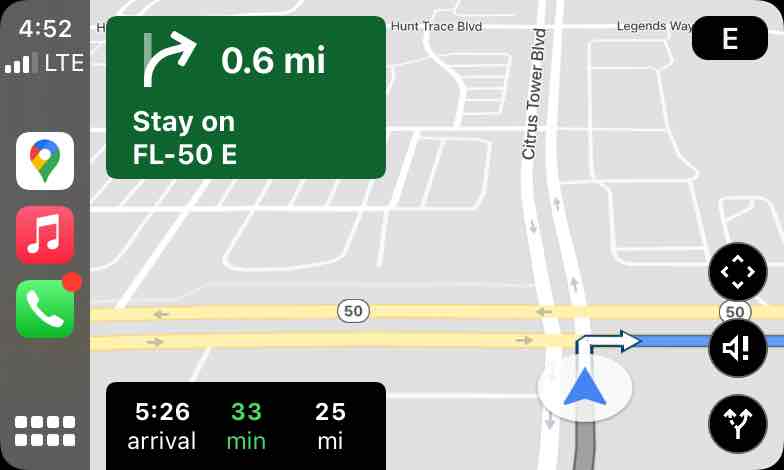 4:52
LTE
0.6 mi
Stay on
FL-50 E
Hunt Trace Blvd
Legends Way
E
Citrus Tower Blvd
50
50
5:26
arrival
33
min
25
mi